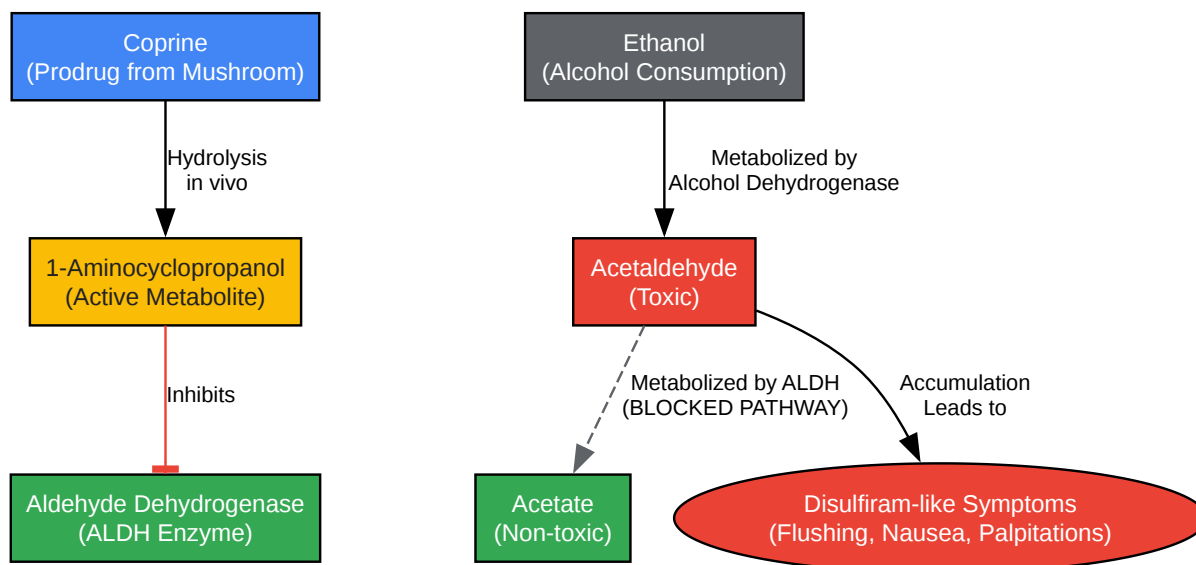 Coprine
(Prodrug from Mushroom)
Ethanol
(Alcohol Consumption)
Hydrolysis
in vivo
Metabolized by
Alcohol Dehydrogenase
1-Aminocyclopropanol
(Active Metabolite)
Acetaldehyde
(Toxic)
Inhibits
Metabolized by ALDH
(BLOCKED PATHWAY)
Accumulation
Leads to
Aldehyde Dehydrogenase
(ALDH Enzyme)
Acetate
(Non-toxic)
Disulfiram-like Symptoms
(Flushing, Nausea, Palpitations)